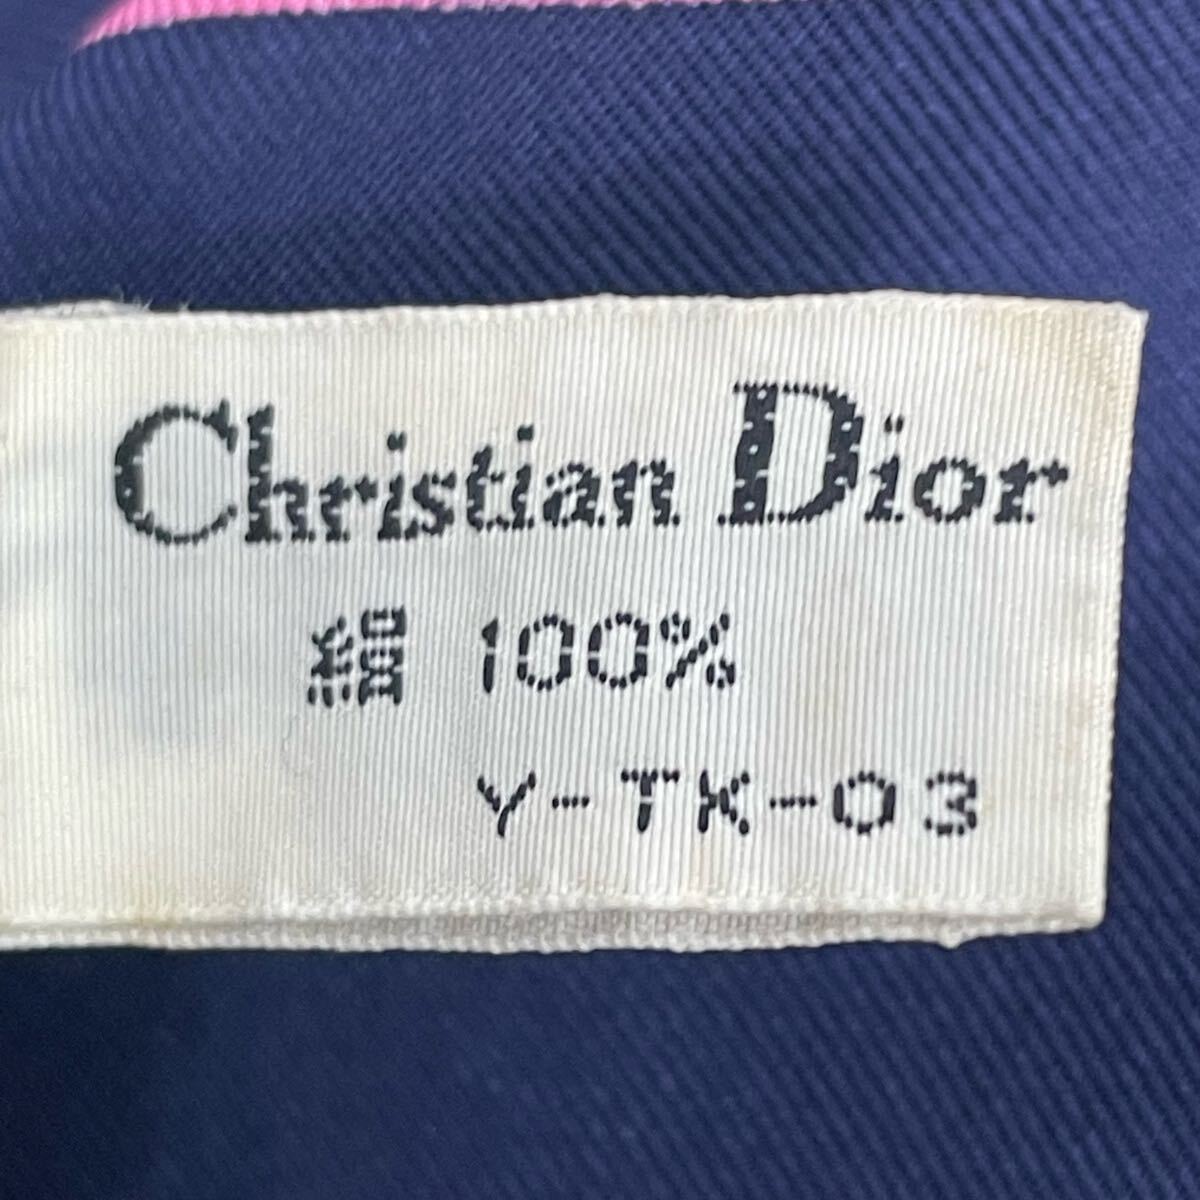 Christian Dior
絹 100%
Y-TK-03